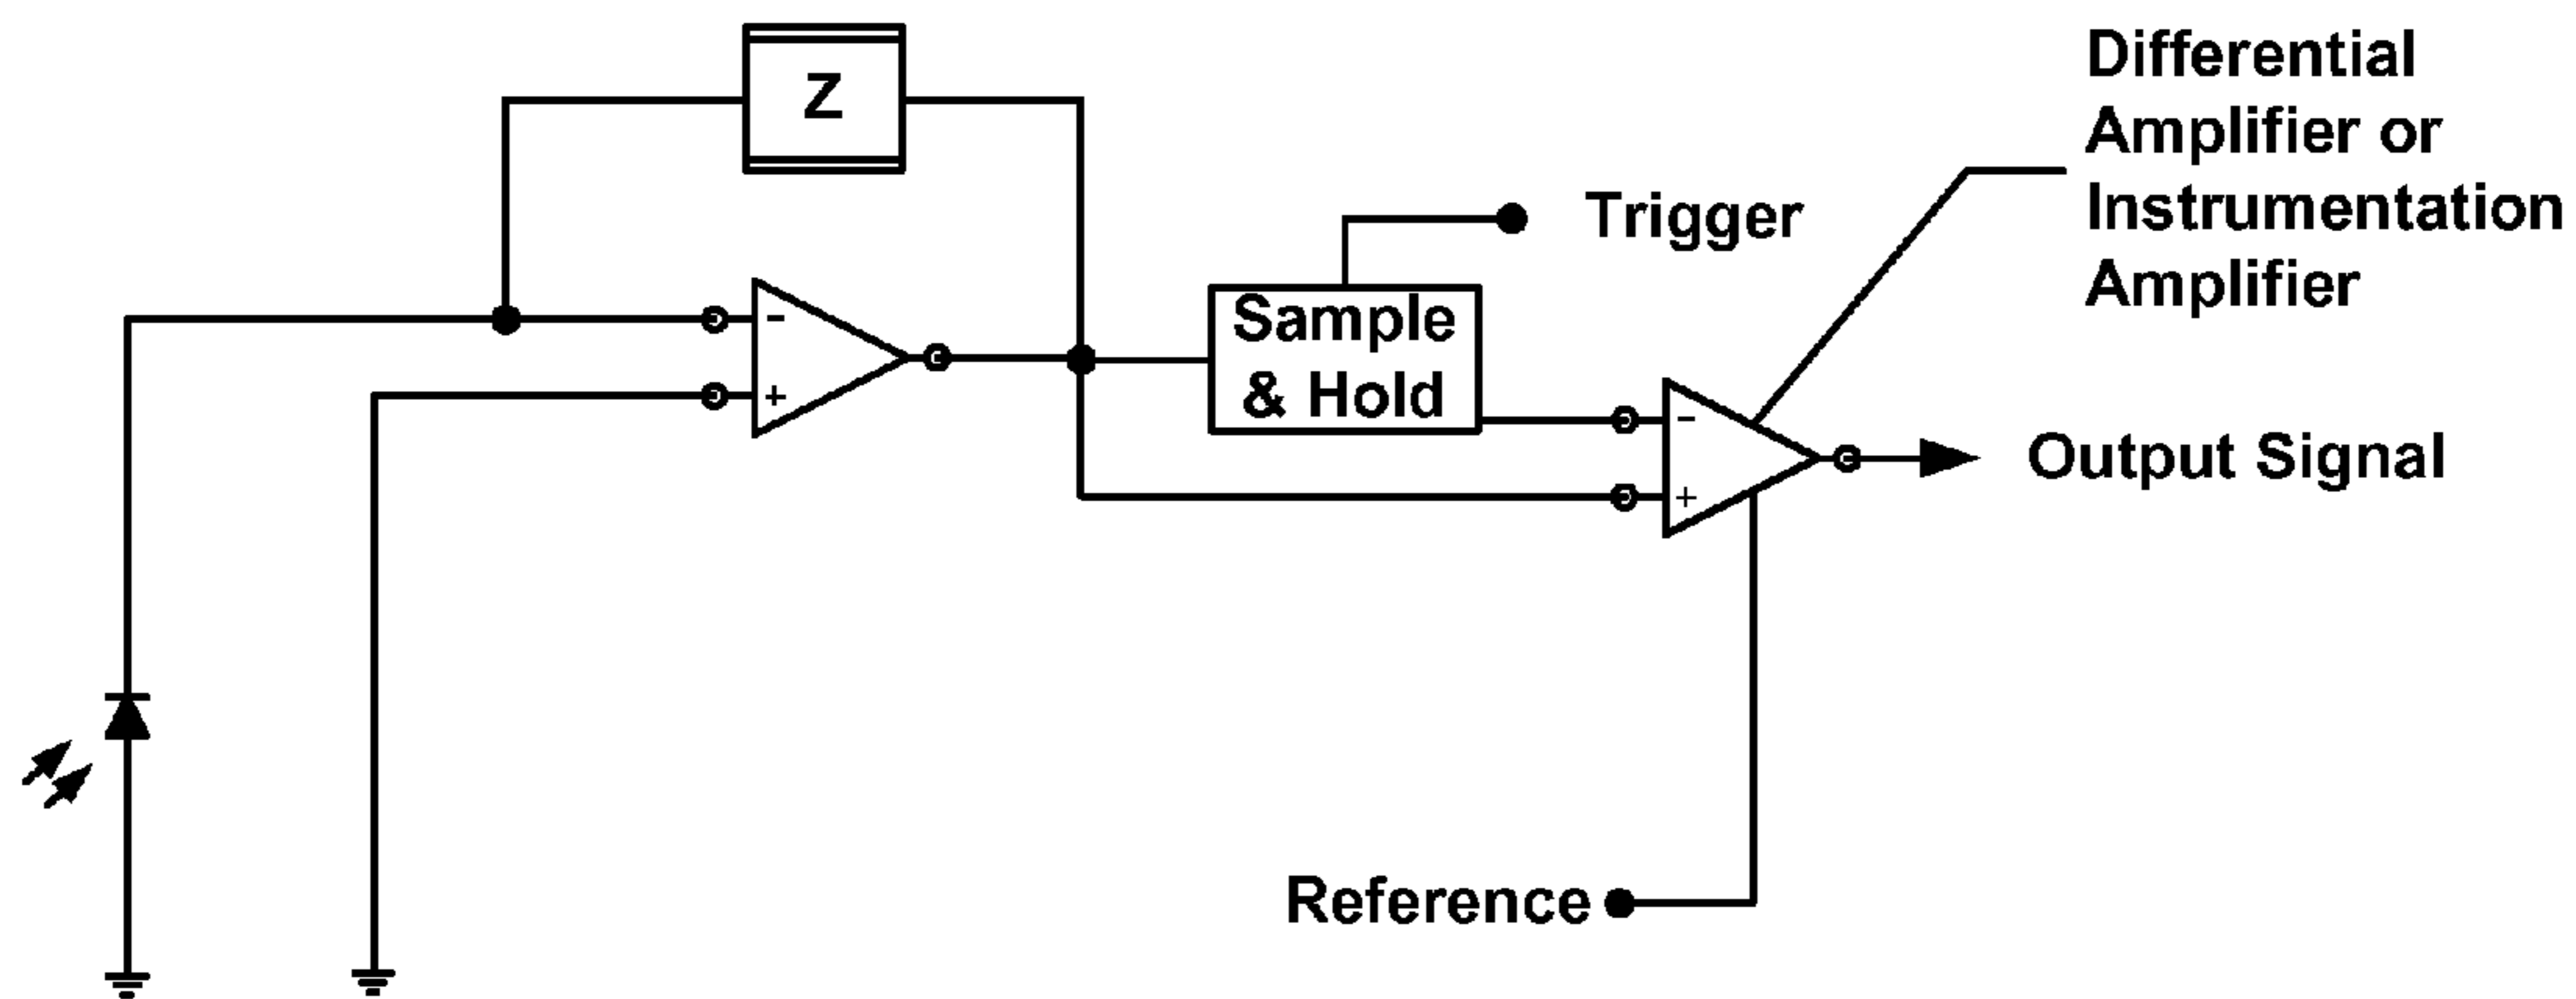 Z
-
+
Trigger
Sample
& Hold
Differential
Amplifier or
Instrumentation
Amplifier
-
+
Output Signal
Reference